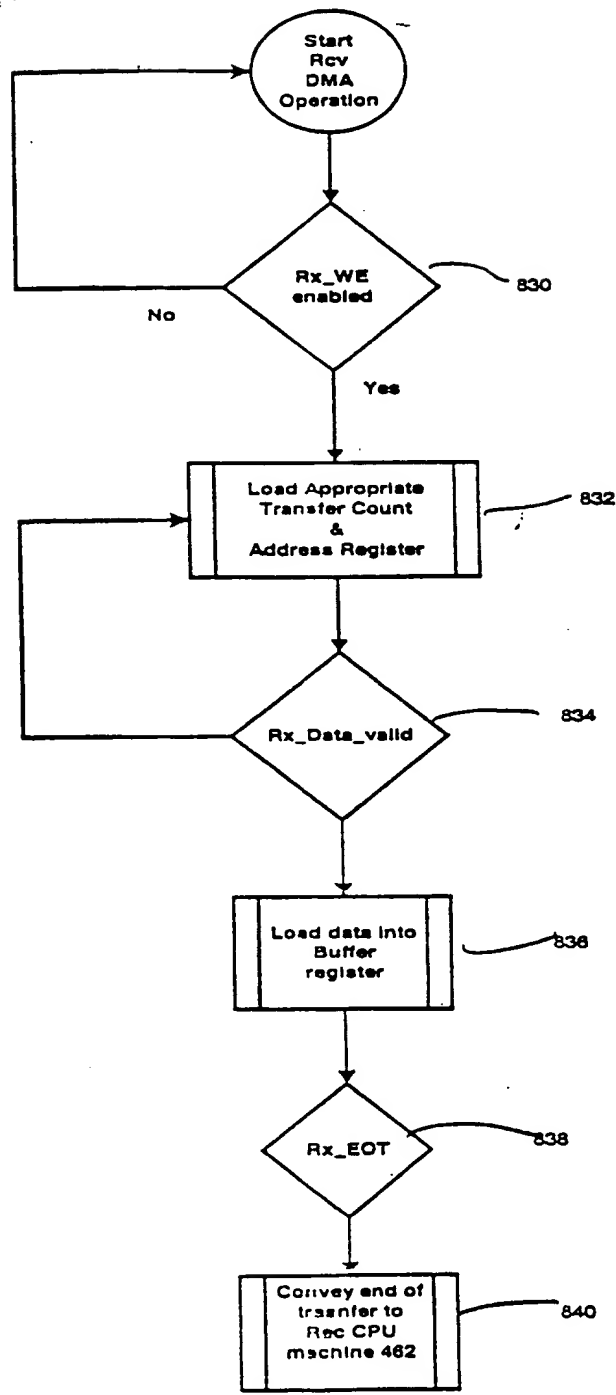 Start
Rcv
DMA
Operation
Rx_WE
enabled
830
No
Yes
Load Appropriate
Transfer Count
&
Address Register
832
Rx_Data_valid
834
Load data into
Buffer
register
836
Rx_EOT
838
Convey end of
trasnfer to
Rec CPU
machine 462
840